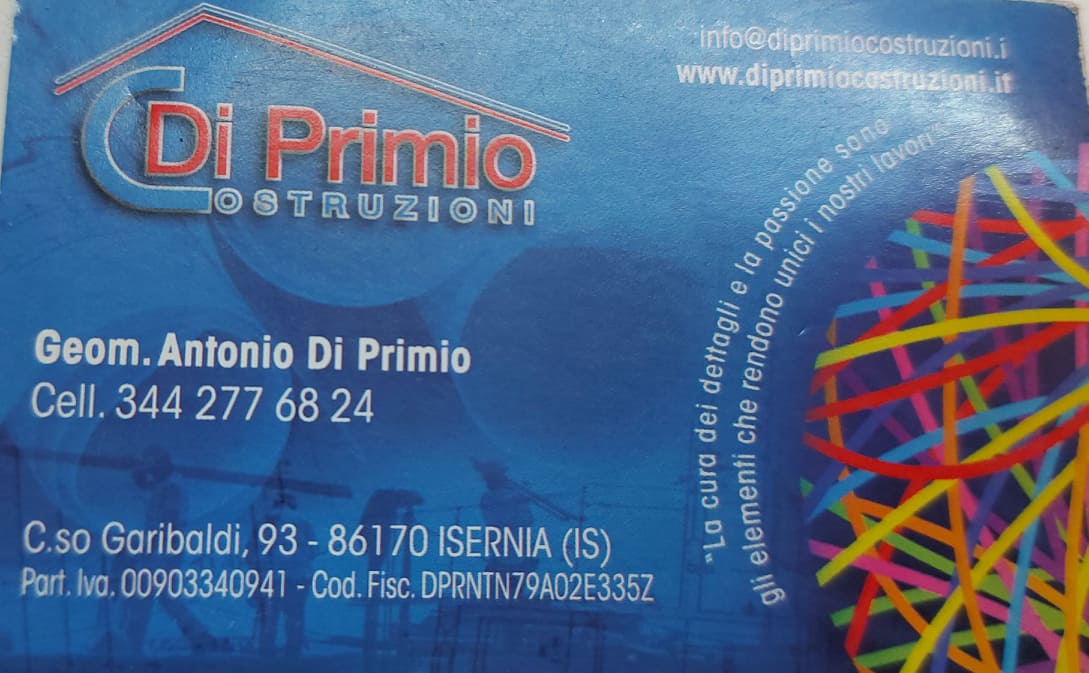 Di Primio
COSTRUZIONI
info@diprimiocostruzioni.i
www.diprimiocostruzioni.it
"La cura dei dettagli e la passione sono
gli elementi che rendono unici i nostri lavori"
Geom. Antonio Di Primio
Cell. 344 277 68 24
C.so Garibaldi, 93 - 86170 ISERNIA (IS)
Part. Iva. 00903340941 - Cod. Fisc. DPRNTN79A02E335Z